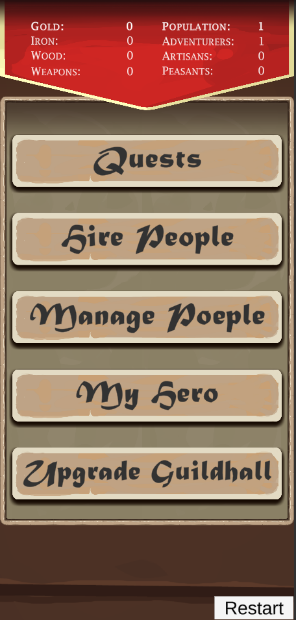 Gold: 0 Population: 1
Iron: 0 Adventurers: 1
Wood: 0 Artisans: 0
Weapons: 0 Peasants: 0
Quests
Hire People
Manage Poeple
My Hero
Upgrade Guildhall
Restart